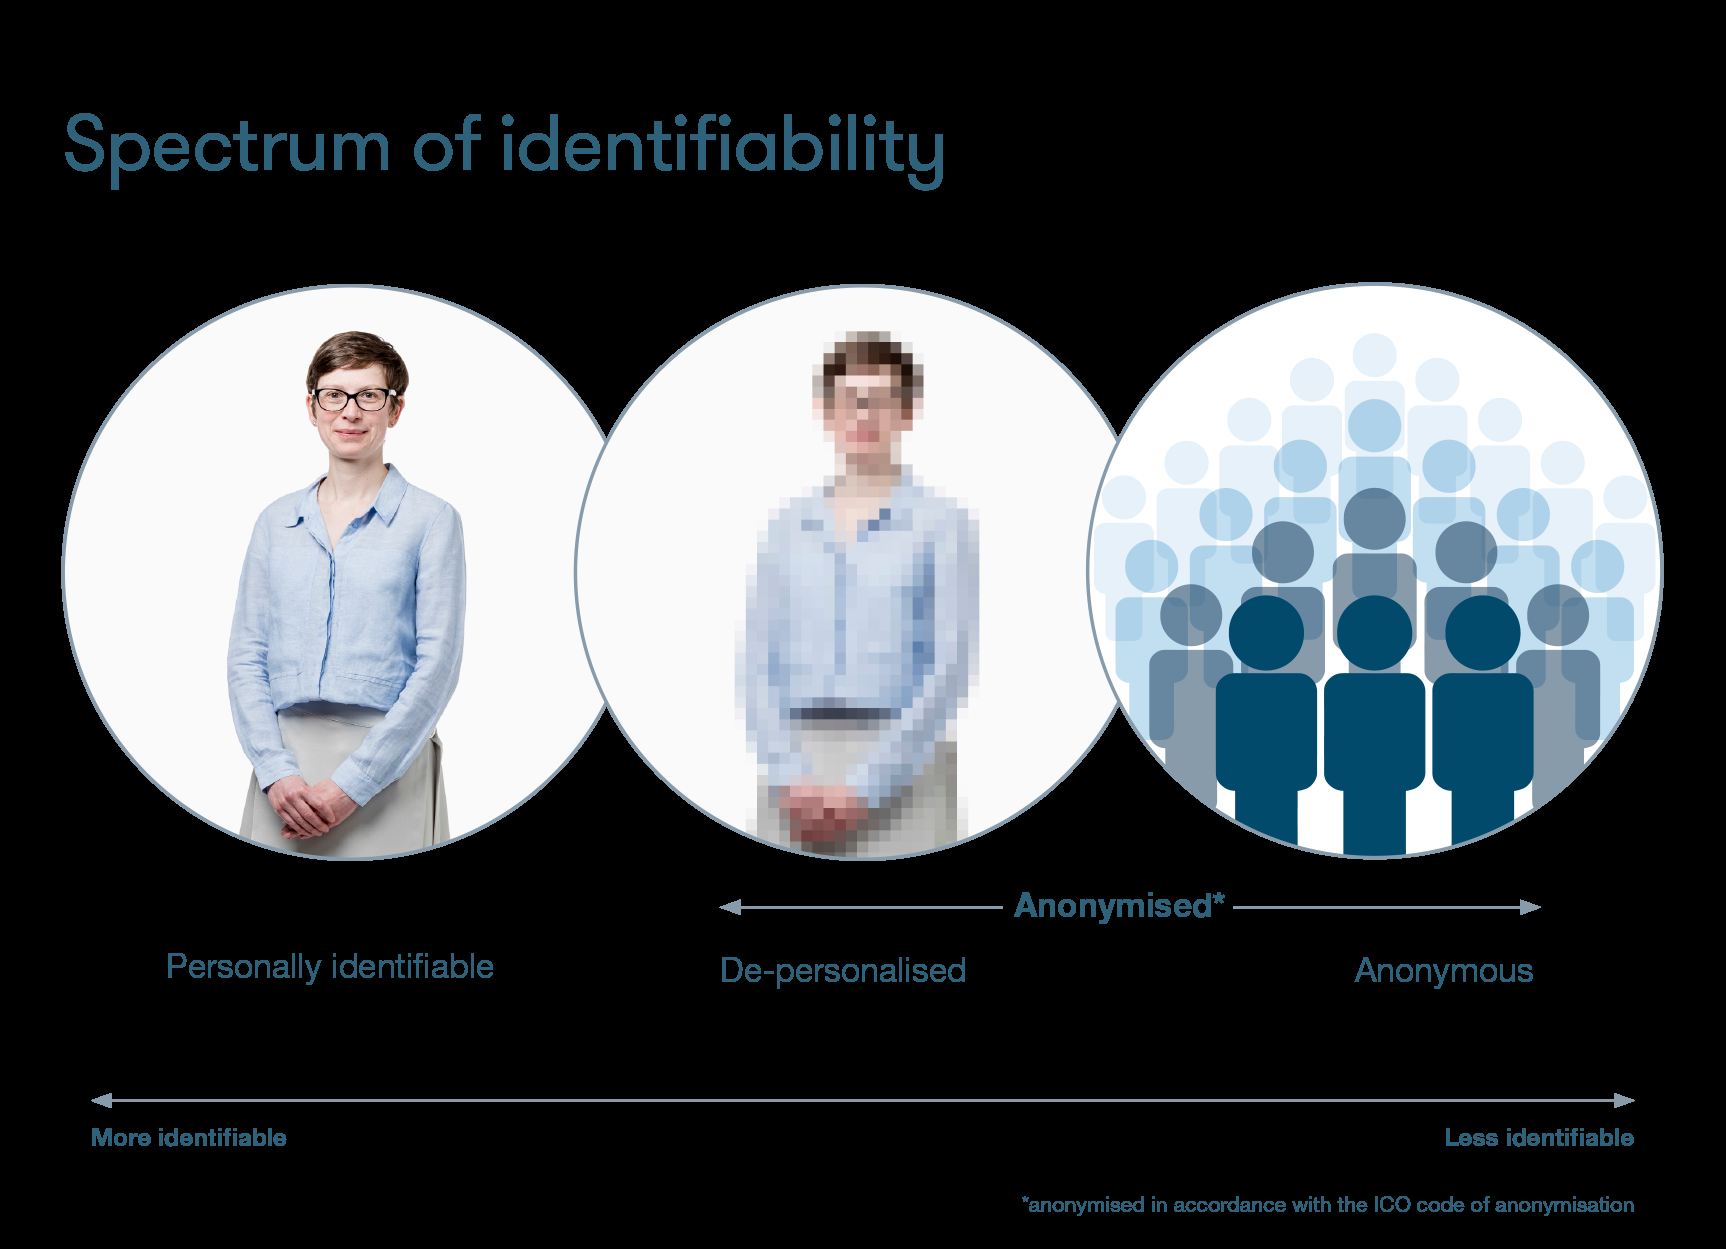 Spectrum of identifiability
Anonymised*
Personally identifiable
De-personalised
Anonymous
More identifiable
Less identifiable
*anonymised in accordance with the ICO code of anonymisation